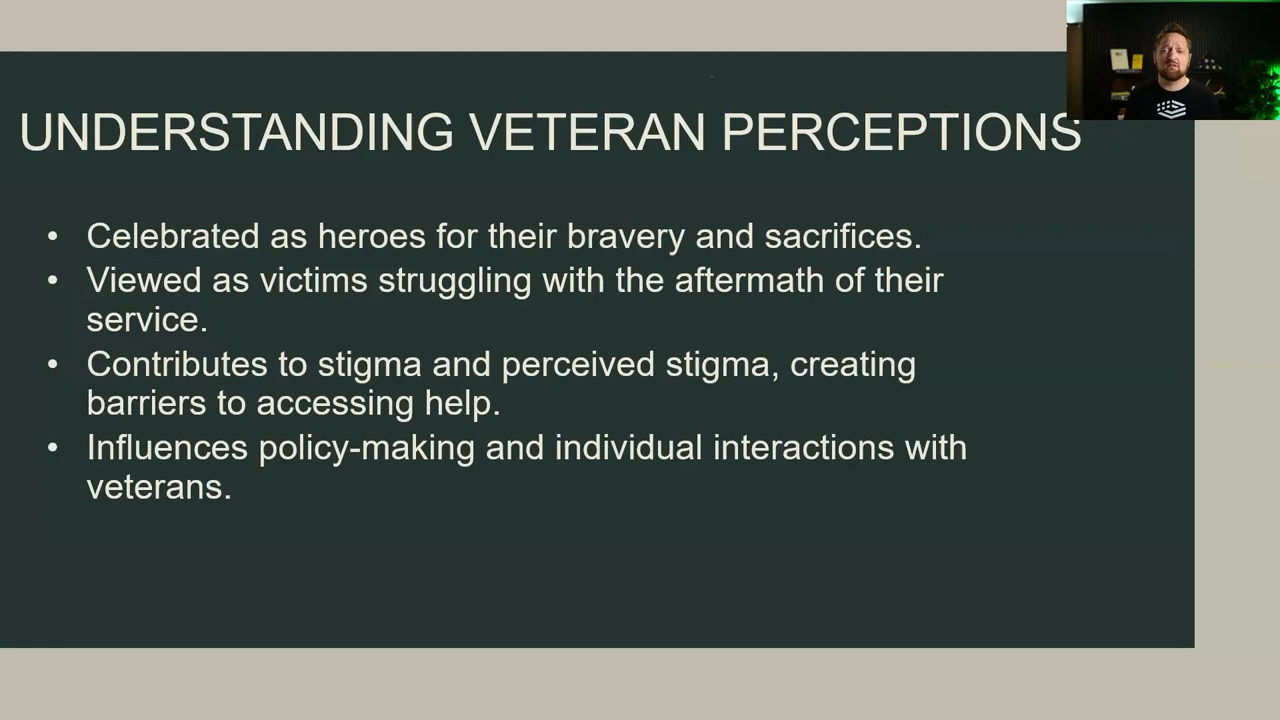 UNDERSTANDING VETERAN PERCEPTIONS
• Celebrated as heroes for their bravery and sacrifices.
• Viewed as victims struggling with the aftermath of their
service.
• Contributes to stigma and perceived stigma, creating
barriers to accessing help.
• Influences policy-making and individual interactions with
veterans.